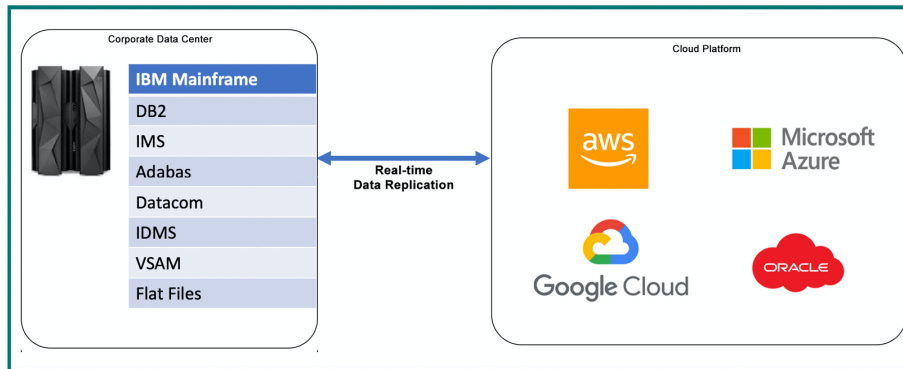 Corporate Data Center
IBM Mainframe
DB2
IMS
Adabas
Datacom
IDMS
VSAM
Flat Files
Real-time
Data Replication
Cloud Platform
aws
Microsoft
Azure
Google Cloud
ORACLE